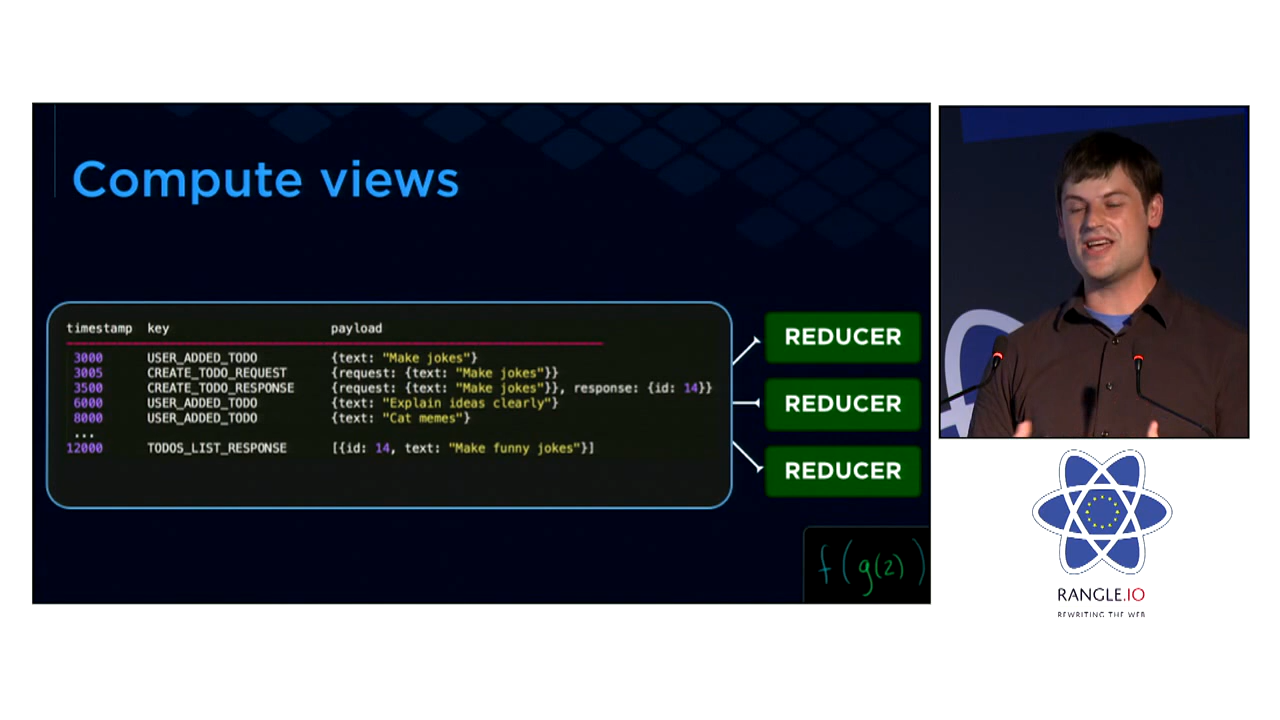 Compute views
timestamp key payload
3000 USER_ADDED_TODO {text: "Make jokes"}
3005 CREATE_TODO_REQUEST {request: {text: "Make jokes"}}
3500 CREATE_TODO_RESPONSE {request: {text: "Make jokes"}}, response: {id: 14}}
6000 USER_ADDED_TODO {text: "Explain ideas clearly"}
8000 USER_ADDED_TODO {text: "Cat memes"}
...
12000 TODOS_LIST_RESPONSE [{id: 14, text: "Make funny jokes"}]
REDUCER
REDUCER
REDUCER
f(g(2))
RANGLE.IO
REWRITING THE WEB